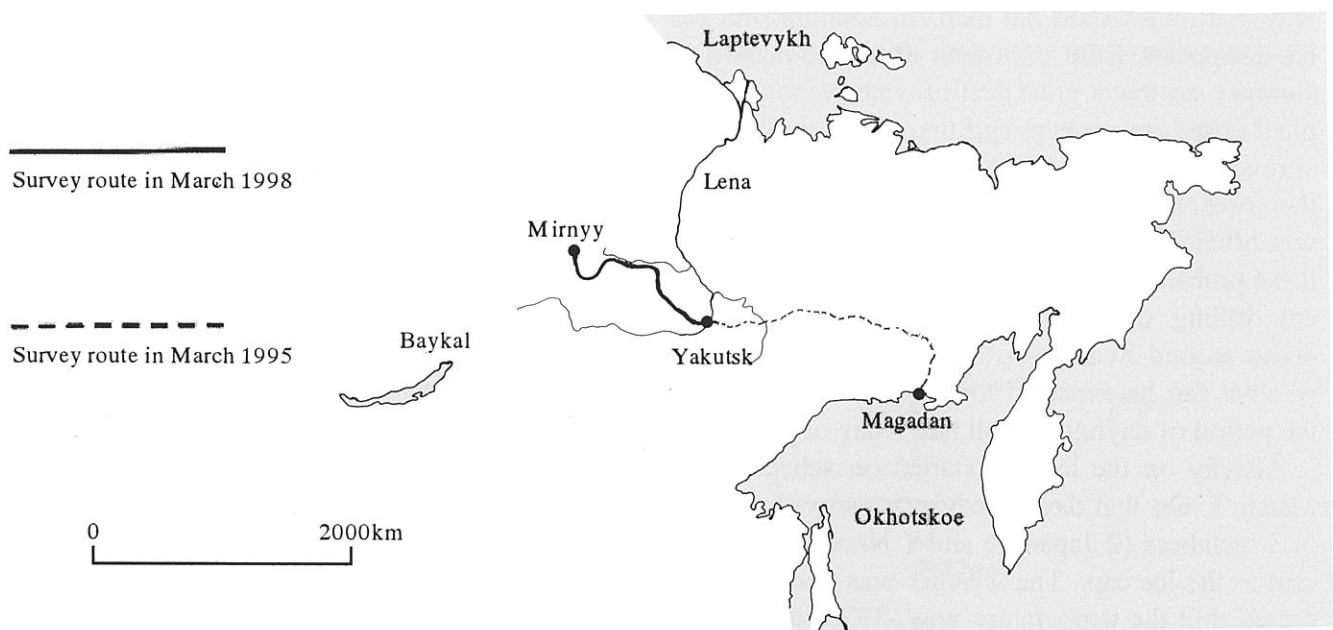 Laptevykh
Survey route in March 1998
Lena
Mirnyy
Survey route in March 1995
Baykal
Yakutsk
Magadan
Okhotskoe
0 2000km